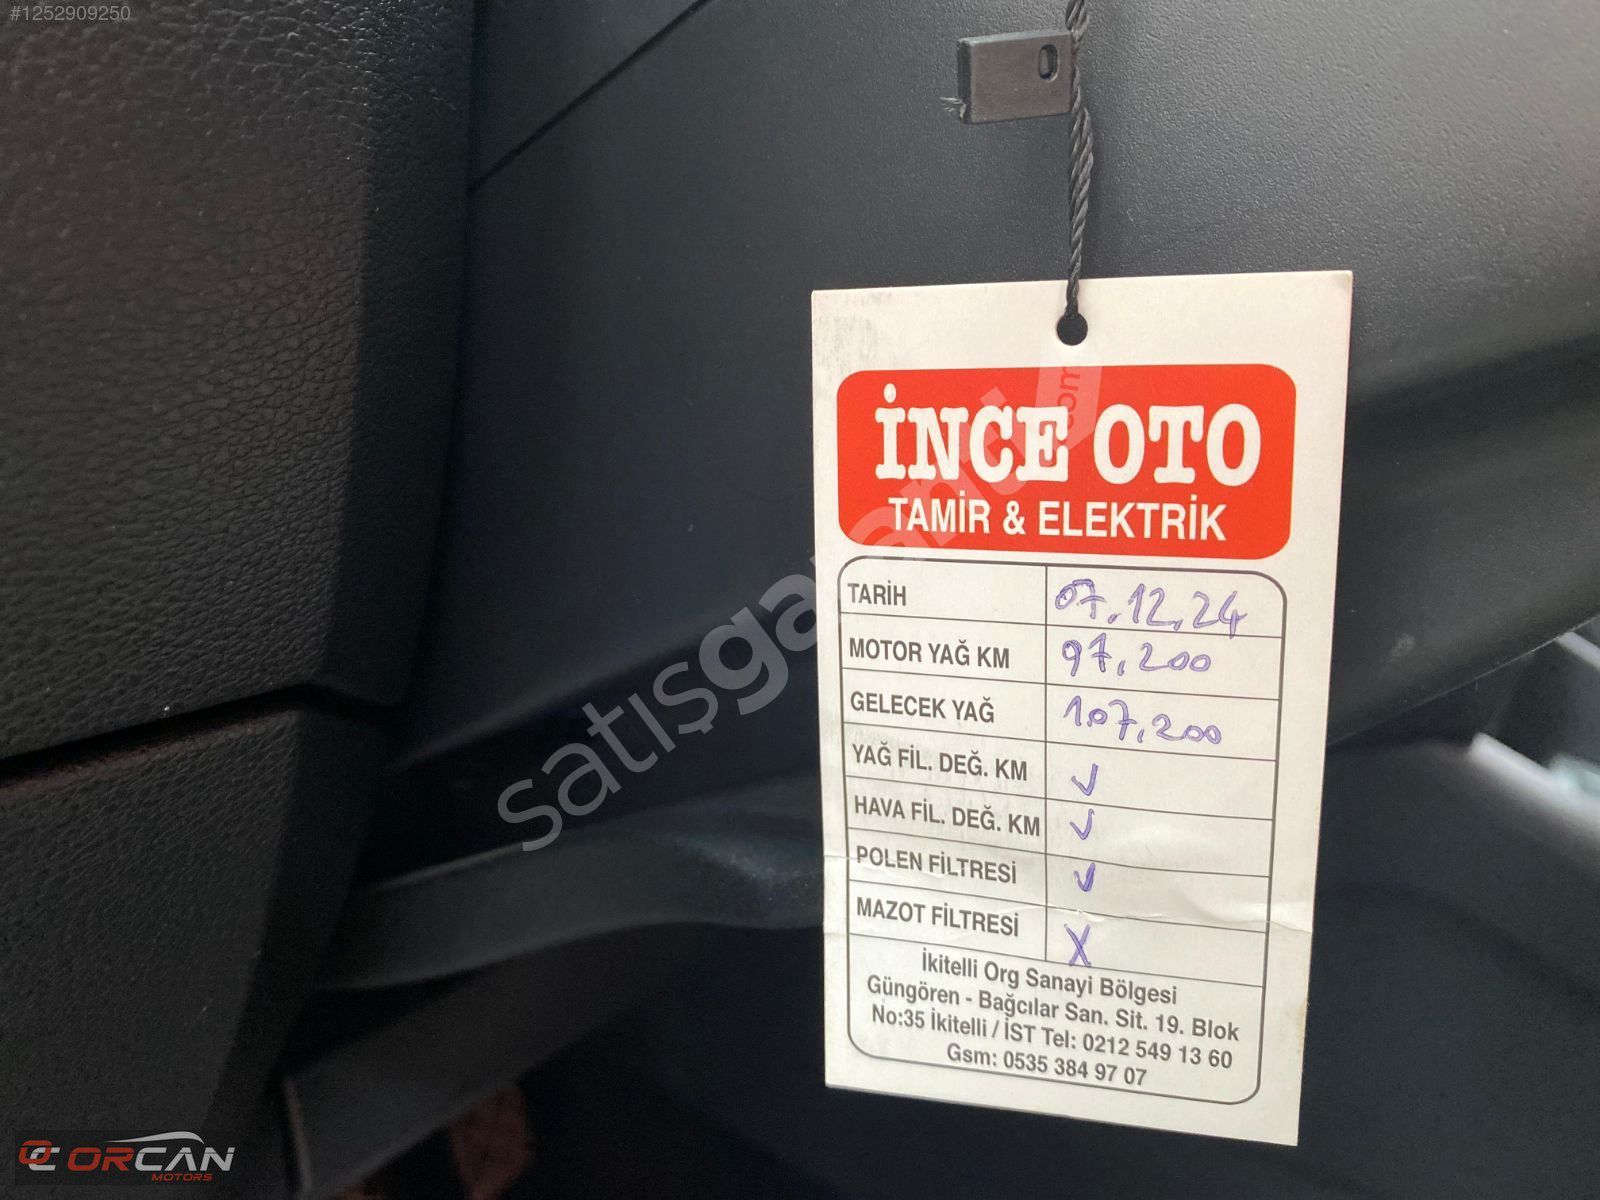 #1252909250
İNCE OTO
TAMİR & ELEKTRİK
TARİH 07.12.24
MOTOR YAĞ KM 97.200
GELECEK YAĞ 107.200
YAĞ FİL. DEĞ. KM ✓
HAVA FİL. DEĞ. KM ✓
POLEN FİLTRESİ ✓
MAZOT FİLTRESİ X
İkitelli Org Sanayi Bölgesi
Güngören - Bağcılar San. Sit. 19. Blok
No:35 İkitelli / İST Tel: 0212 549 13 60
Gsm: 0535 384 97 07
satışgaranti
.com
ORCAN
MOTORS